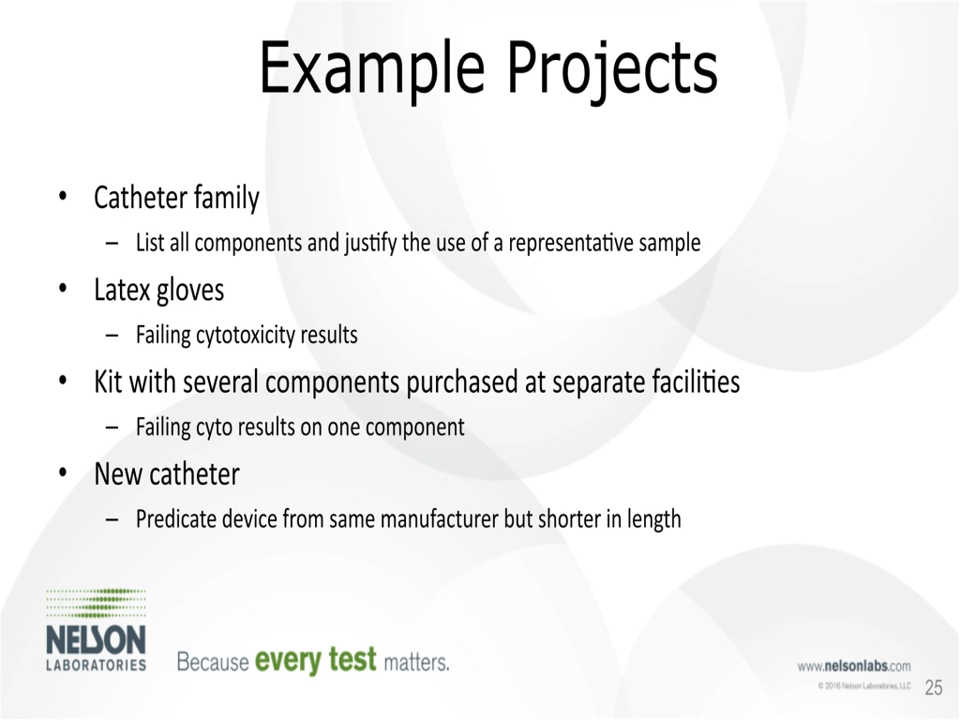 Example Projects
• Catheter family
– List all components and justify the use of a representative sample
• Latex gloves
– Failing cytotoxicity results
• Kit with several components purchased at separate facilities
– Failing cyto results on one component
• New catheter
– Predicate device from same manufacturer but shorter in length
NELSON
LABORATORIES
Because every test matters.
www.nelsonlabs.com
© 2016 Nelson Laboratories, LLC
25